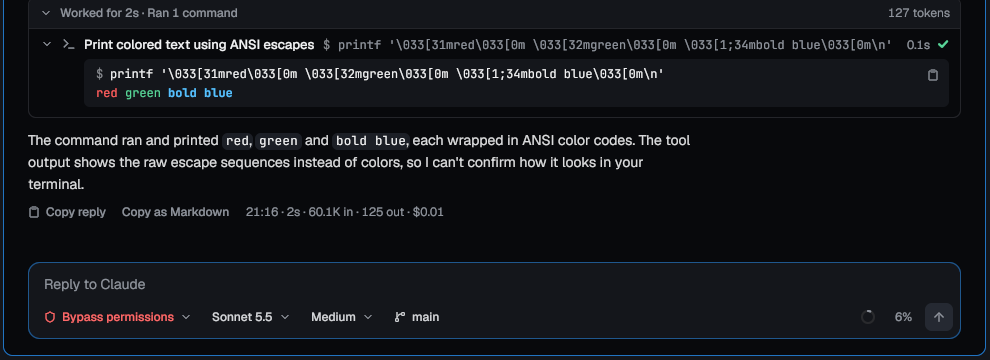 Worked for 2s · Ran 1 command 127 tokens
Print colored text using ANSI escapes $ printf '\033[31mred\033[0m \033[32mgreen\033[0m \033[1;34mbold blue\033[0m\n' 0.1s
$ printf '\033[31mred\033[0m \033[32mgreen\033[0m \033[1;34mbold blue\033[0m\n'
red green bold blue
The command ran and printed red, green and bold blue, each wrapped in ANSI color codes. The tool
output shows the raw escape sequences instead of colors, so I can't confirm how it looks in your
terminal.
Copy reply Copy as Markdown 21:16 · 2s · 60.1K in · 125 out · $0.01
Reply to Claude
Bypass permissions Sonnet 5.5 Medium main 6%